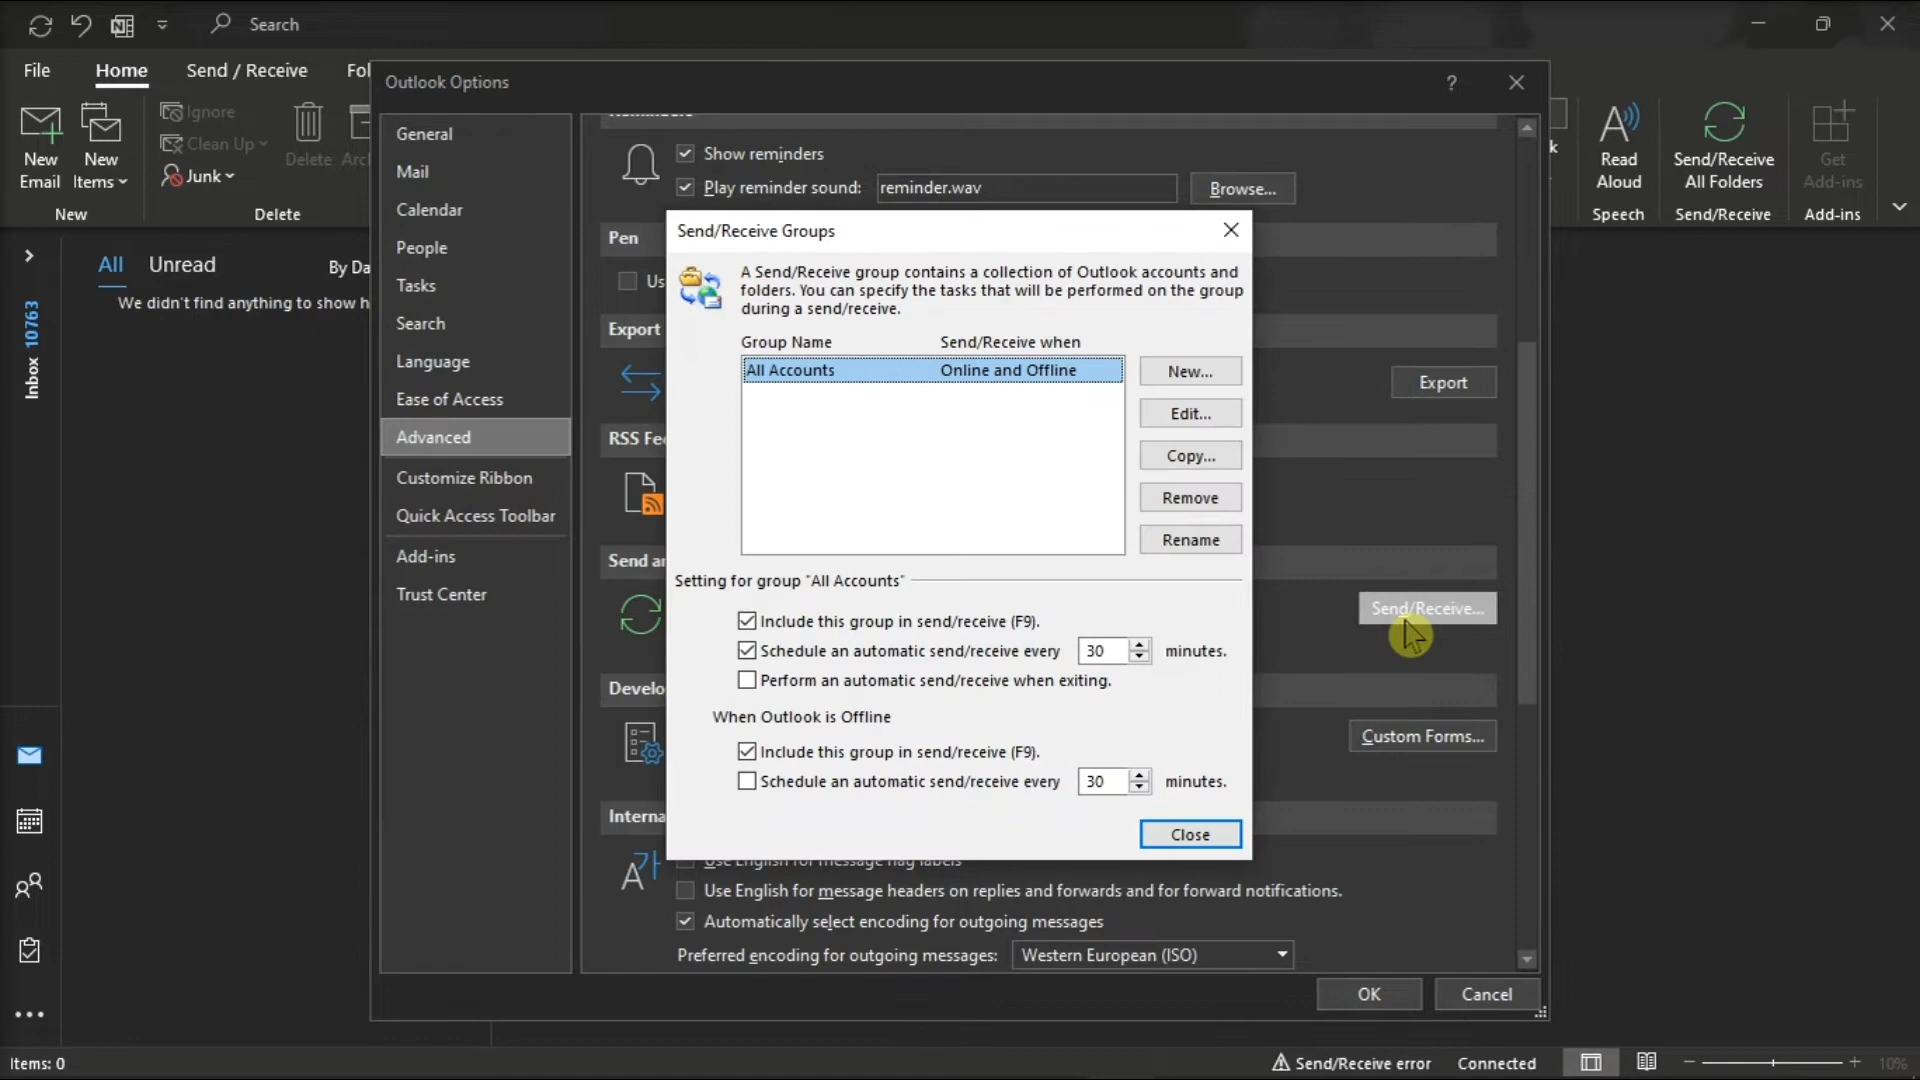 Search
File
Home
Send / Receive
Fol
New
Email
New
Items
New
Ignore
Clean Up
Junk
Delete
Arc
Delete
Read
Aloud
Speech
Send/Receive
All Folders
Send/Receive
Get
Add-ins
Add-ins
All
Unread
By Da
We didn't find anything to show h
Inbox 10763
Outlook Options
?
General
Mail
Calendar
People
Tasks
Search
Language
Ease of Access
Advanced
Customize Ribbon
Quick Access Toolbar
Add-ins
Trust Center
Show reminders
Play reminder sound:
reminder.wav
Browse...
Pen
Us
Export
Export
RSS Fee
Send an
Send/Receive...
Develo
Custom Forms...
Interna
Send/Receive Groups
A Send/Receive group contains a collection of Outlook accounts and
folders. You can specify the tasks that will be performed on the group
during a send/receive.
Group Name
Send/Receive when
All Accounts
Online and Offline
New...
Edit...
Copy...
Remove
Rename
Setting for group "All Accounts"
Include this group in send/receive (F9).
Schedule an automatic send/receive every 30 minutes.
Perform an automatic send/receive when exiting.
When Outlook is Offline
Include this group in send/receive (F9).
Schedule an automatic send/receive every 30 minutes.
Close
Use English for message flag labels
Use English for message headers on replies and forwards and for forward notifications.
Automatically select encoding for outgoing messages
Preferred encoding for outgoing messages:
Western European (ISO)
OK
Cancel
Items: 0
Send/Receive error
Connected
10%